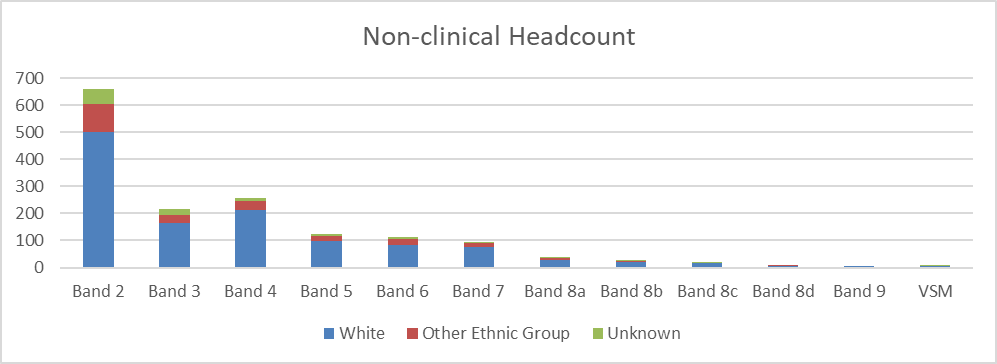 Non-clinical Headcount
700
600
500
400
300
200
100
0
Band 2 Band 3 Band 4 Band 5 Band 6 Band 7 Band 8a Band 8b Band 8c Band 8d Band 9 VSM
White Other Ethnic Group Unknown